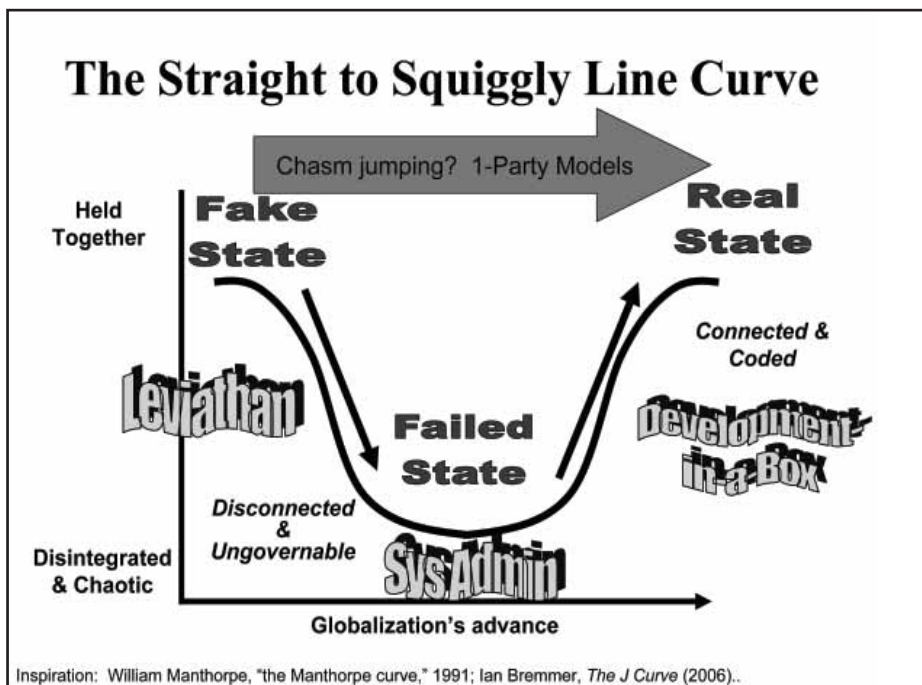 The Straight to Squiggly Line Curve
Chasm jumping? 1-Party Models
Held
Together
Fake
State
Real
State
Connected &
Coded
Leviathan
Failed
State
Development-
in-a-Box
Disconnected
&
Ungovernable
SysAdmin
Disintegrated
& Chaotic
Globalization's advance
Inspiration: William Manthorpe, "the Manthorpe curve," 1991; Ian Bremmer, The J Curve (2006)..